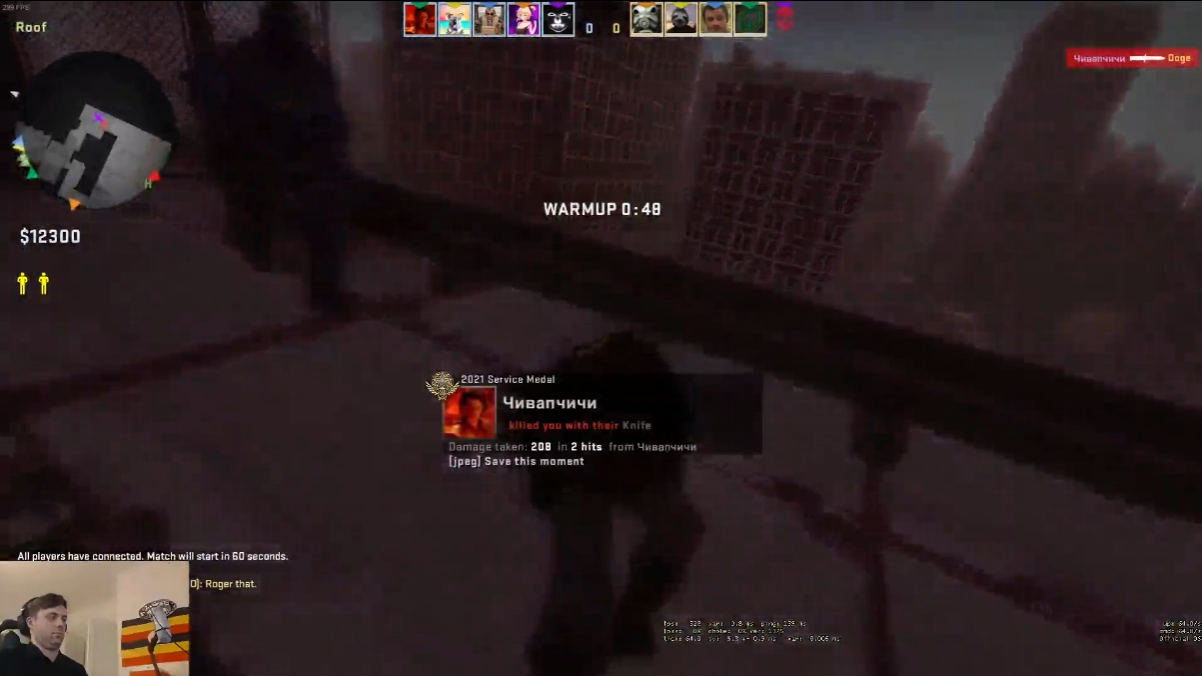 299 FPS
Roof
0 0
Чивапчичи Doge
WARMUP 0:48
H
$12300
2021 Service Medal
Чивапчичи
killed you with their Knife
Damage taken: 208 in 2 hits from Чивапчичи
[jpeg] Save this moment
All players have connected. Match will start in 60 seconds.
Roger that.